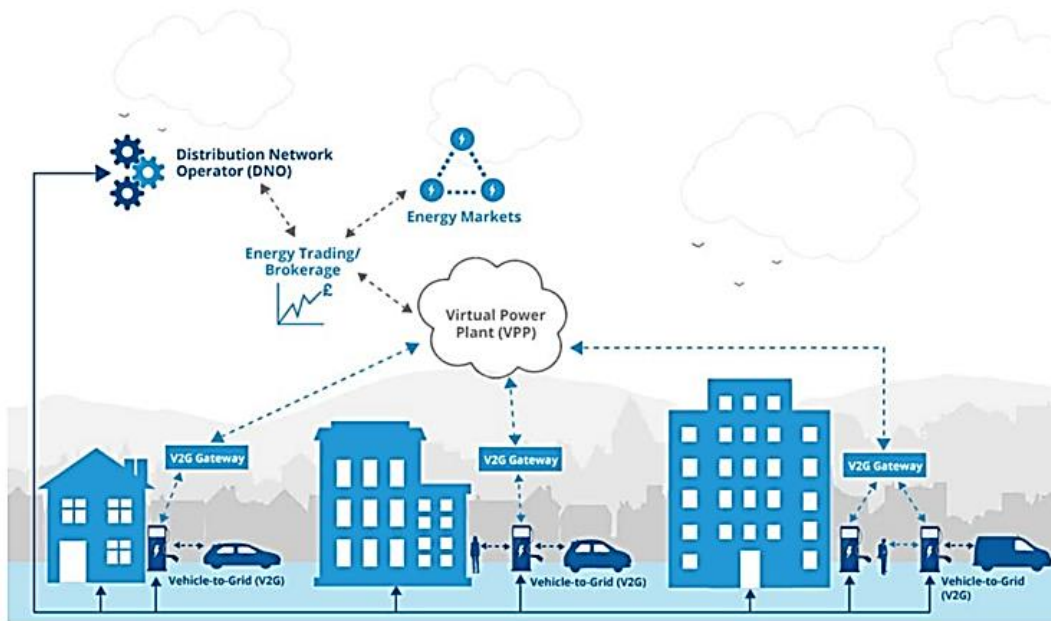 Distribution Network
Operator (DNO)
Energy Markets
Energy Trading/
Brokerage
£
Virtual Power
Plant (VPP)
V2G Gateway
V2G Gateway
V2G Gateway
Vehicle-to-Grid (V2G)
Vehicle-to-Grid (V2G)
Vehicle-to-Grid
(V2G)